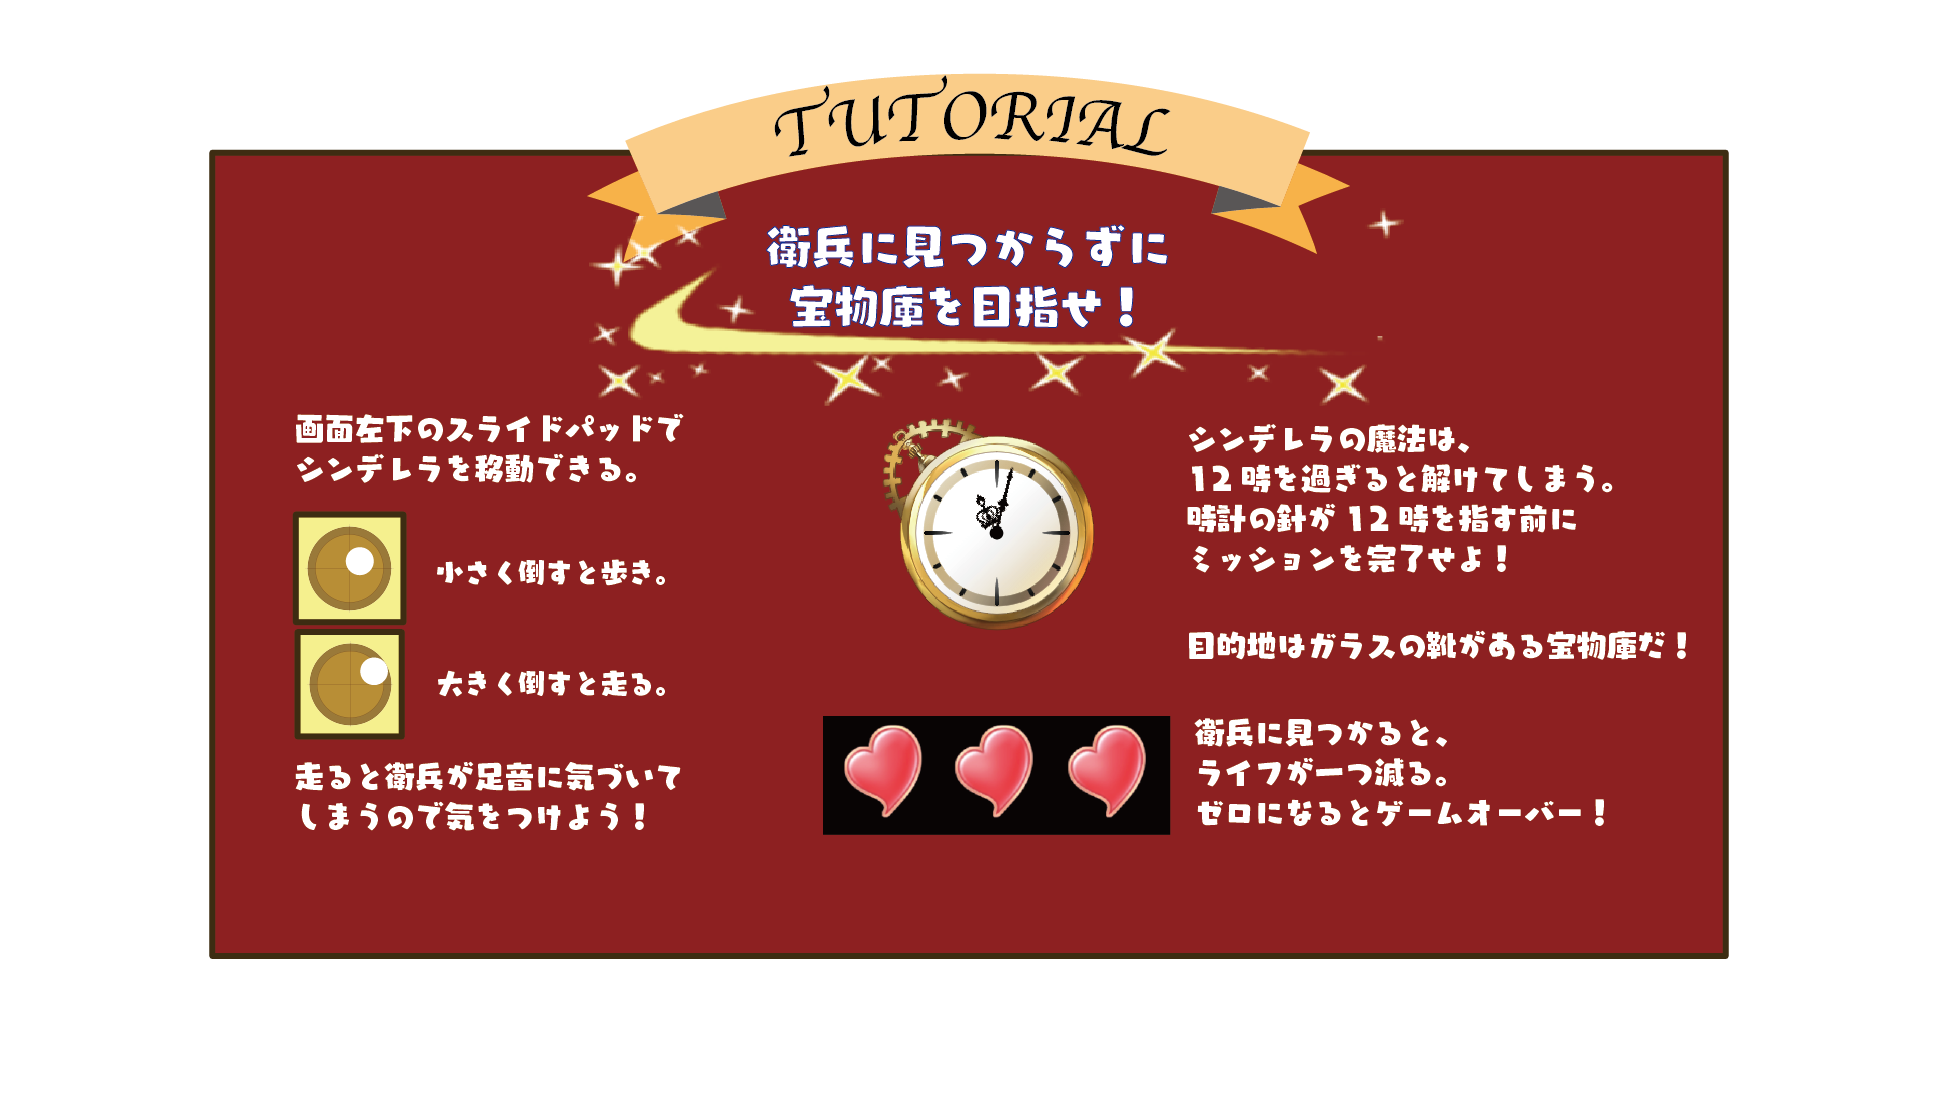 TUTORIAL
衛兵に見つからずに
宝物庫を目指せ！
画面左下のスライドパッドで
シンデレラを移動できる。
小さく倒すと歩き。
大きく倒すと走る。
走ると衛兵が足音に気づいて
しまうので気をつけよう！
シンデレラの魔法は、
12時を過ぎると解けてしまう。
時計の針が12時を指す前に
ミッションを完了せよ！
目的地はガラスの靴がある宝物庫だ！
衛兵に見つかると、
ライフが一つ減る。
ゼロになるとゲームオーバー！